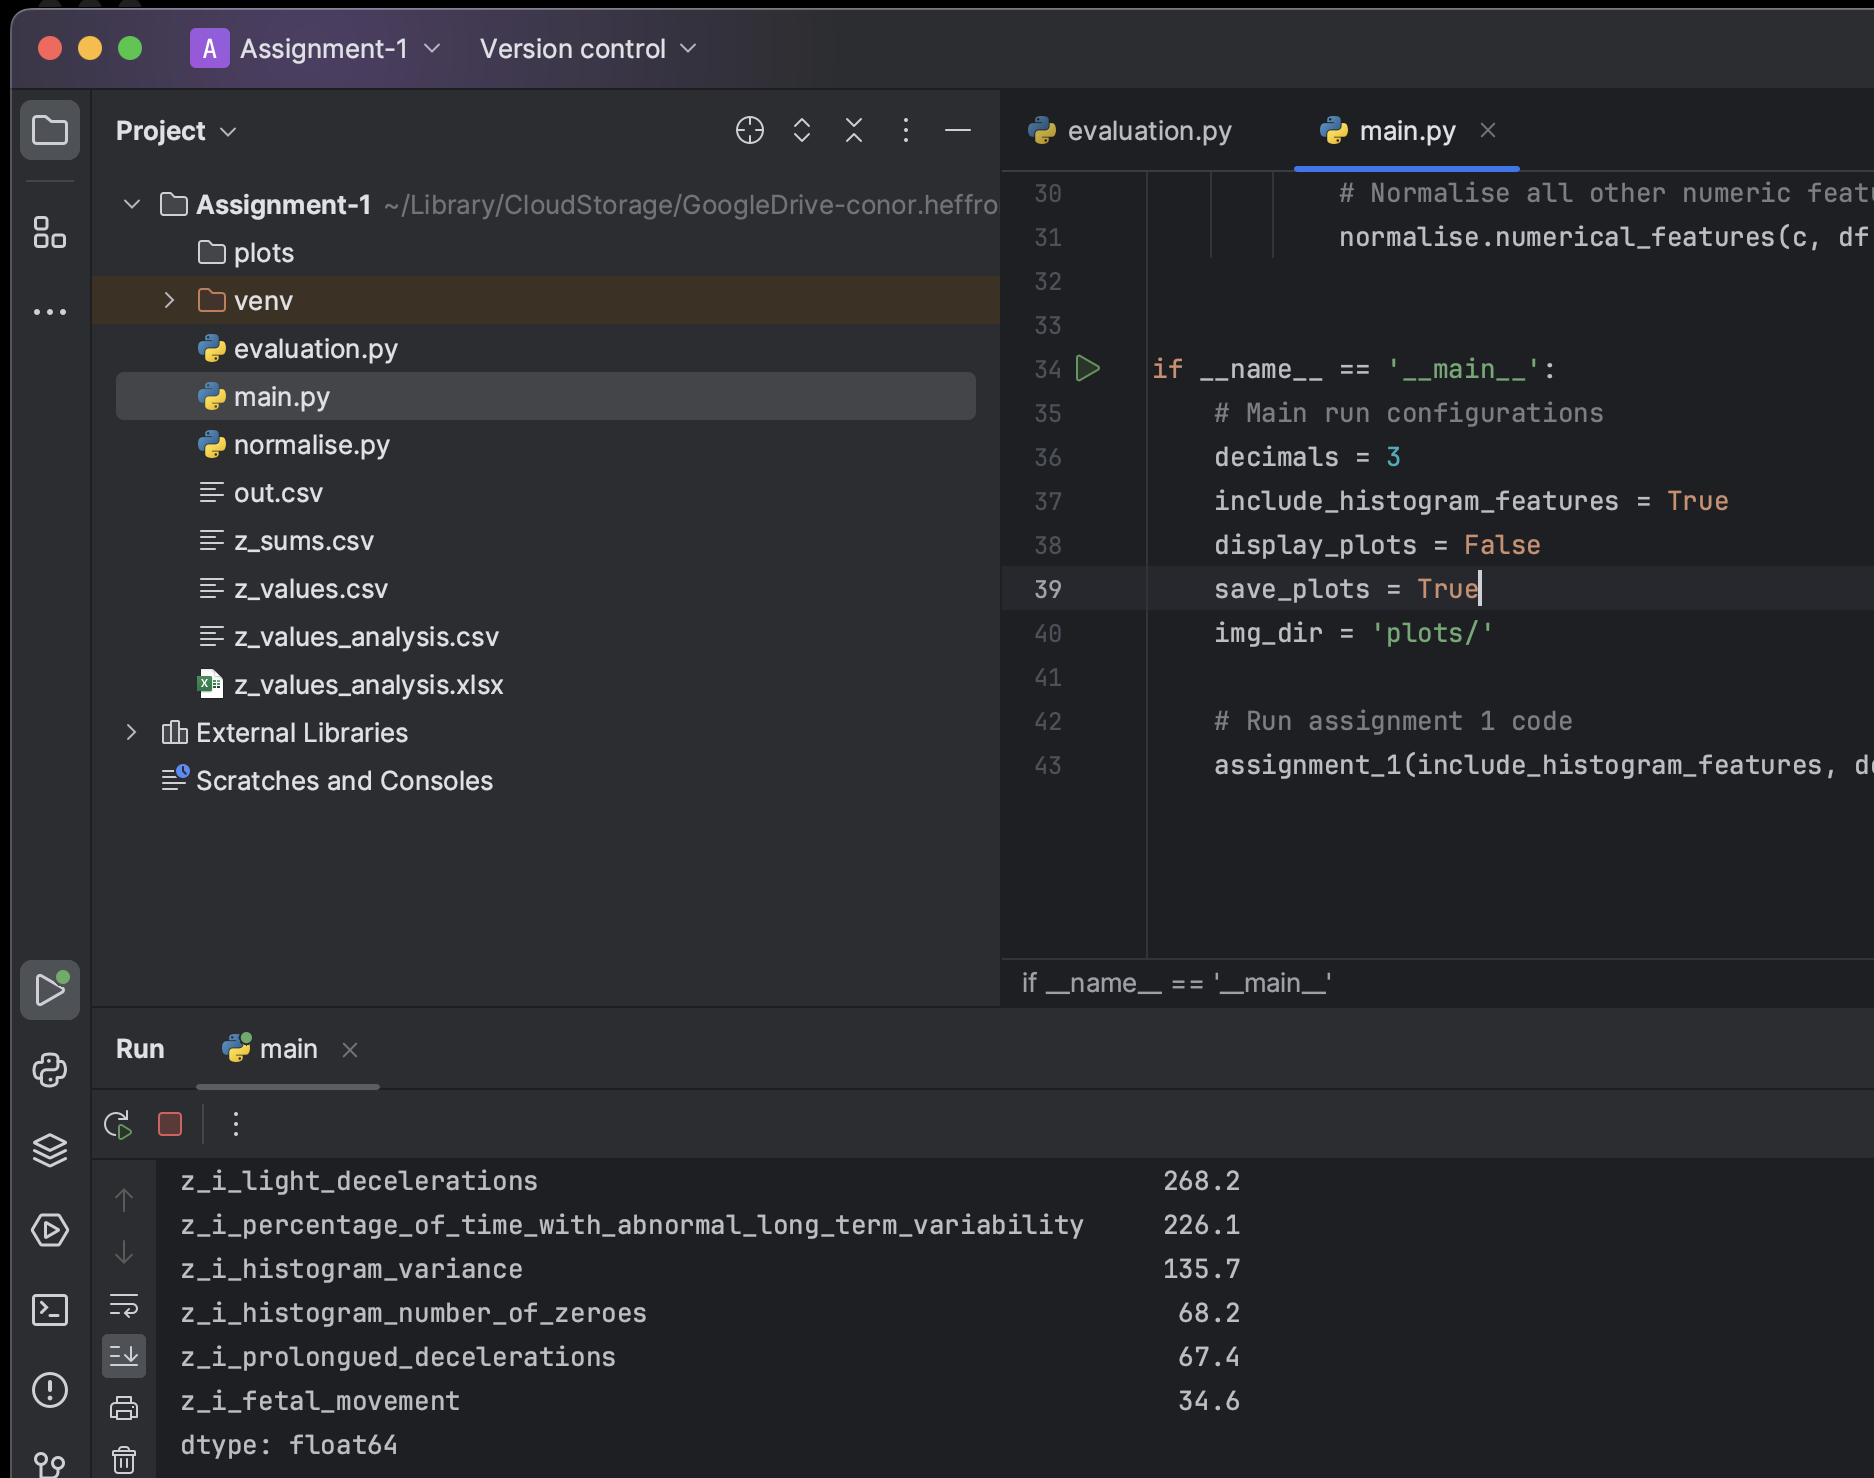 A Assignment-1 Version control
Project
Assignment-1 ~/Library/CloudStorage/GoogleDrive-conor.heffro
plots
venv
evaluation.py
main.py
normalise.py
out.csv
z_sums.csv
z_values.csv
z_values_analysis.csv
z_values_analysis.xlsx
External Libraries
Scratches and Consoles
evaluation.py main.py
30 # Normalise all other numeric feat
31 normalise.numerical_features(c, df
32
33
34 if __name__ == '__main__':
35 # Main run configurations
36 decimals = 3
37 include_histogram_features = True
38 display_plots = False
39 save_plots = True
40 img_dir = 'plots/'
41
42 # Run assignment 1 code
43 assignment_1(include_histogram_features, de
if __name__ == '__main__'
Run main
z_i_light_decelerations 268.2
z_i_percentage_of_time_with_abnormal_long_term_variability 226.1
z_i_histogram_variance 135.7
z_i_histogram_number_of_zeroes 68.2
z_i_prolongued_decelerations 67.4
z_i_fetal_movement 34.6
dtype: float64